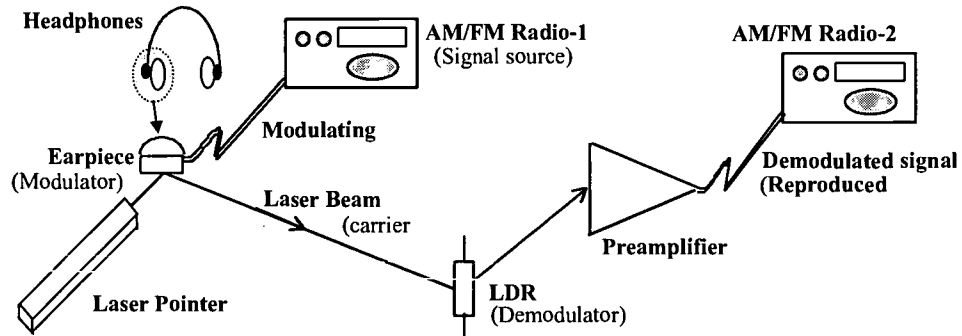 Headphones
AM/FM Radio-1
(Signal source)
AM/FM Radio-2
Modulating
Earpiece
(Modulator)
Demodulated signal
(Reproduced
Laser Beam
(carrier
Preamplifier
Laser Pointer
LDR
(Demodulator)